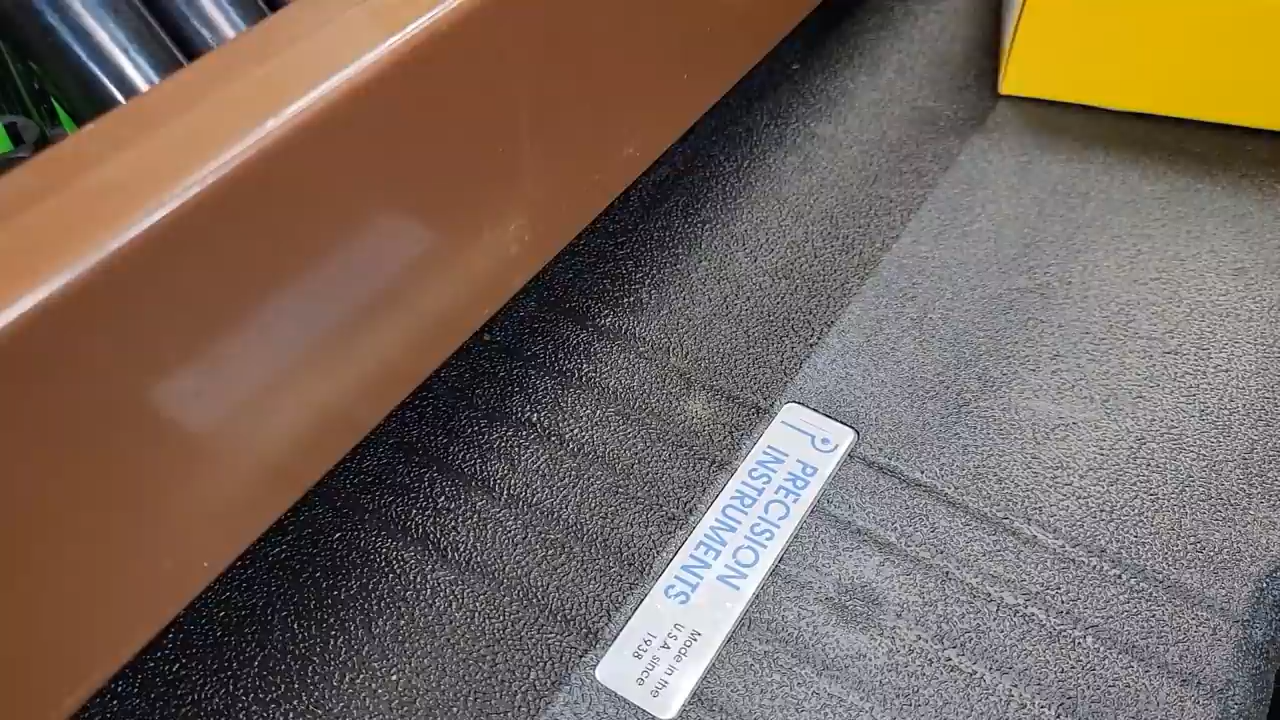 PRECISION
INSTRUMENTS
Made in the
U.S.A. since
1938